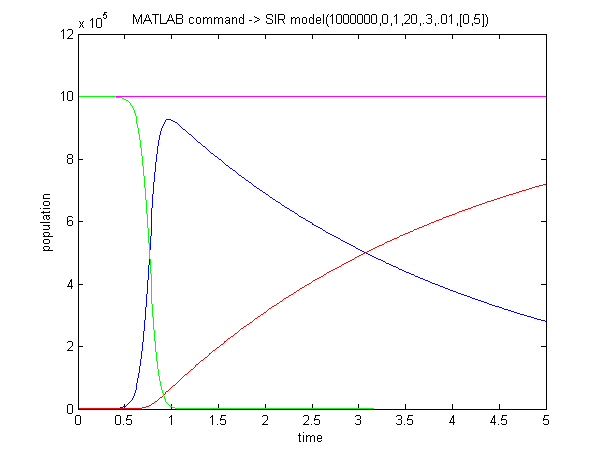 MATLAB command -> SIR model(1000000,0,1,20,.3,.01,[0,5])
x 10^5
12
10
8
6
4
2
0
population
0 0.5 1 1.5 2 2.5 3 3.5 4 4.5 5
time